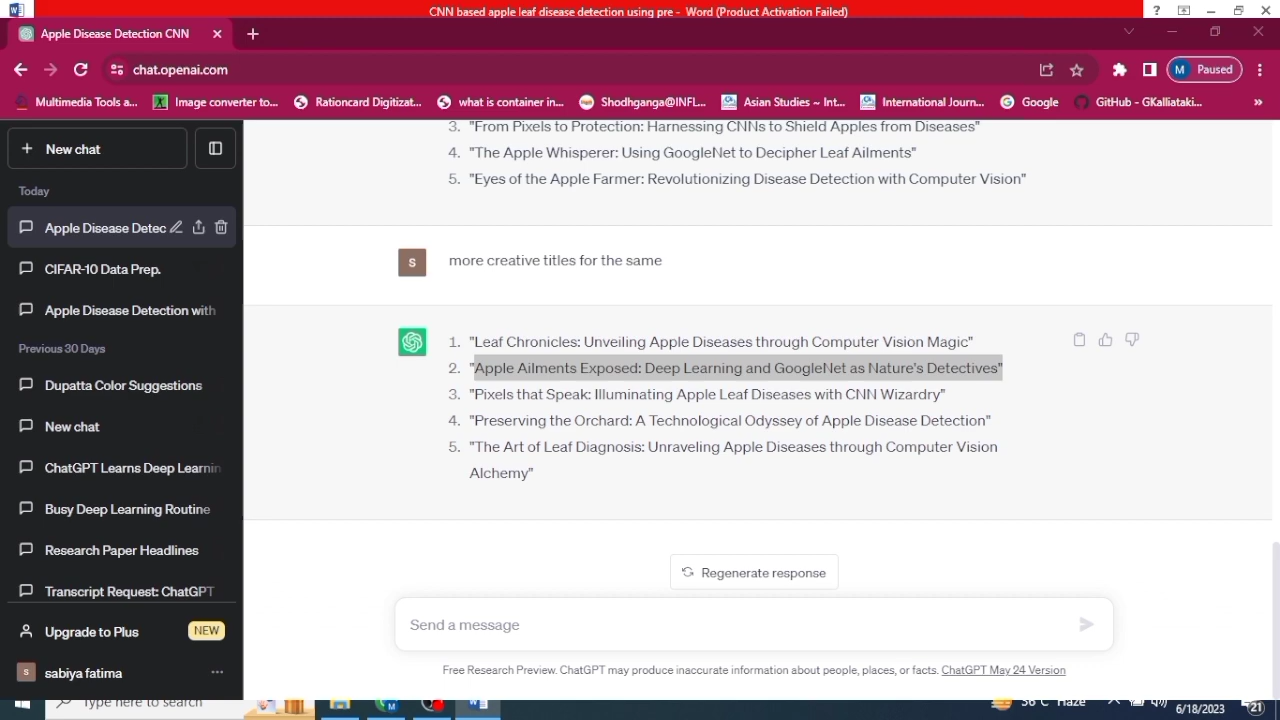 CNN based apple leaf disease detection using pre - Word (Product Activation Failed)
Apple Disease Detection CNN
chat.openai.com
M Paused
Multimedia Tools a...
Image converter to...
Rationcard Digitizat...
what is container in...
Shodhganga@INFL...
Asian Studies ~ Int...
International Journ...
Google
GitHub - GKalliataki...
New chat
Today
Apple Disease Detec
CIFAR-10 Data Prep.
Apple Disease Detection with
Previous 30 Days
Dupatta Color Suggestions
New chat
ChatGPT Learns Deep Learnin
Busy Deep Learning Routine
Research Paper Headlines
Transcript Request: ChatGPT
Upgrade to Plus NEW
s sabiya fatima
3. "From Pixels to Protection: Harnessing CNNs to Shield Apples from Diseases"
4. "The Apple Whisperer: Using GoogleNet to Decipher Leaf Ailments"
5. "Eyes of the Apple Farmer: Revolutionizing Disease Detection with Computer Vision"
S more creative titles for the same
1. "Leaf Chronicles: Unveiling Apple Diseases through Computer Vision Magic"
2. "Apple Ailments Exposed: Deep Learning and GoogleNet as Nature's Detectives"
3. "Pixels that Speak: Illuminating Apple Leaf Diseases with CNN Wizardry"
4. "Preserving the Orchard: A Technological Odyssey of Apple Disease Detection"
5. "The Art of Leaf Diagnosis: Unraveling Apple Diseases through Computer Vision
Alchemy"
Regenerate response
Send a message
Free Research Preview. ChatGPT may produce inaccurate information about people, places, or facts. ChatGPT May 24 Version
Type here to search
36°C Haze
6/18/2023
21